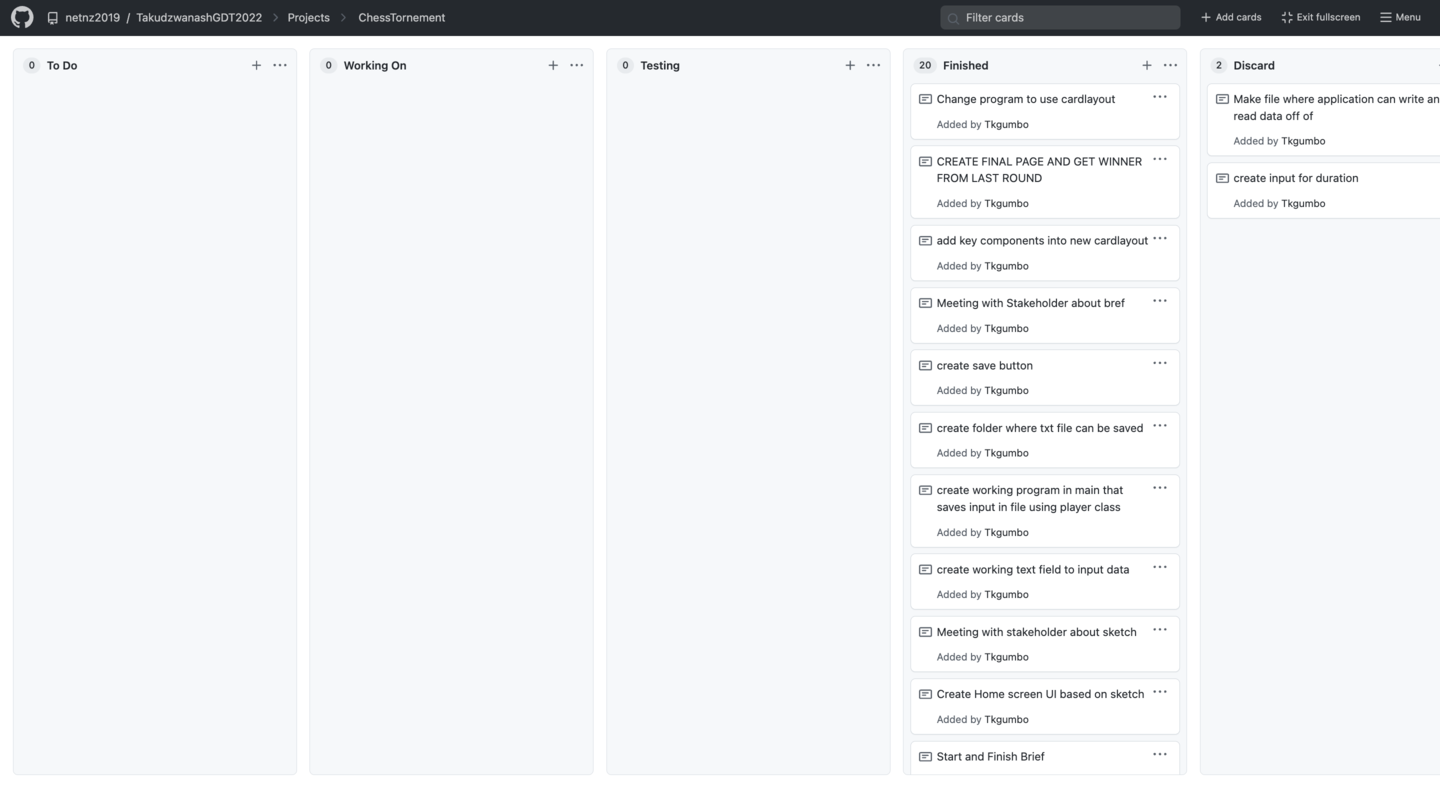 netnz2019 / TakudzwanashGDT2022 Projects ChessTornement
Filter cards
Add cards
Exit fullscreen
Menu
0 To Do
0 Working On
0 Testing
20 Finished
Change program to use cardlayout
Added by Tkgumbo
CREATE FINAL PAGE AND GET WINNER
FROM LAST ROUND
Added by Tkgumbo
add key components into new cardlayout
Added by Tkgumbo
Meeting with Stakeholder about bref
Added by Tkgumbo
create save button
Added by Tkgumbo
create folder where txt file can be saved
Added by Tkgumbo
create working program in main that
saves input in file using player class
Added by Tkgumbo
create working text field to input data
Added by Tkgumbo
Meeting with stakeholder about sketch
Added by Tkgumbo
Create Home screen UI based on sketch
Added by Tkgumbo
Start and Finish Brief
2 Discard
Make file where application can write an
read data off of
Added by Tkgumbo
create input for duration
Added by Tkgumbo